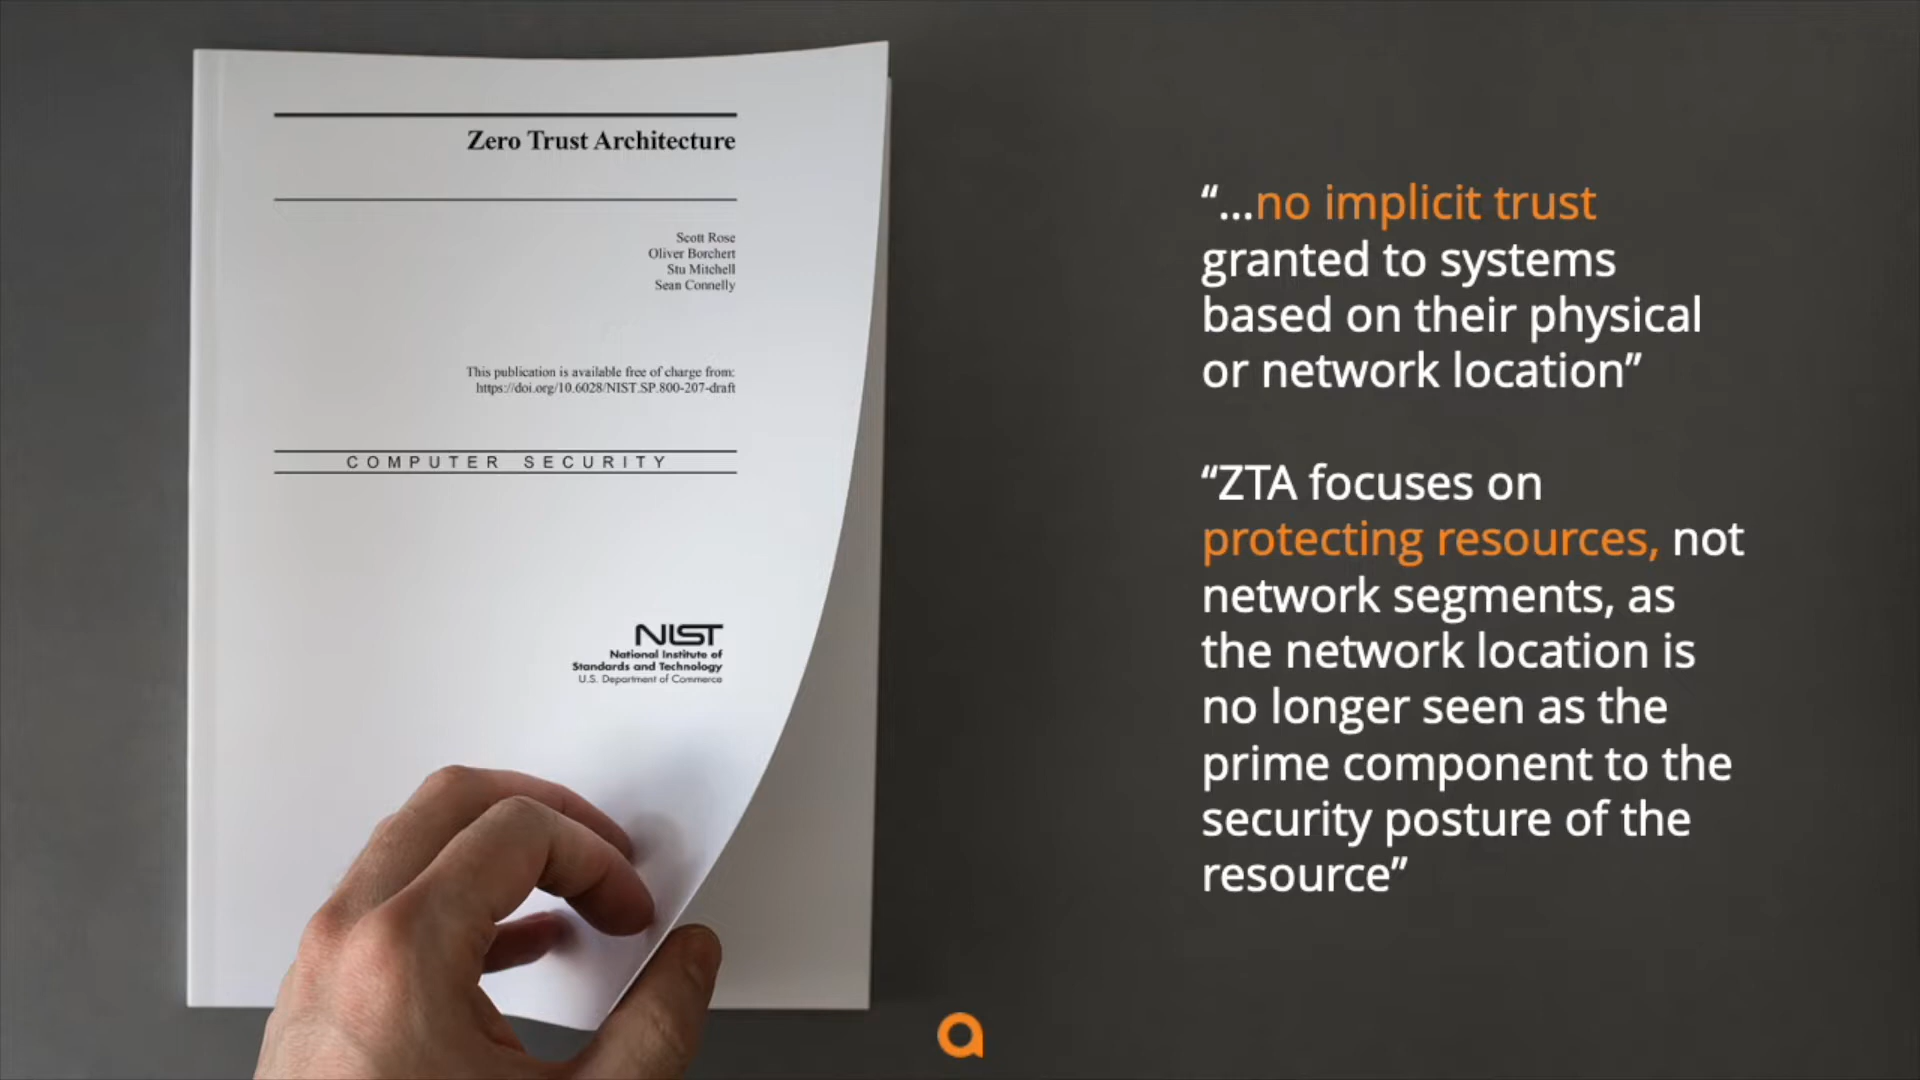 Zero Trust Architecture
Scott Rose
Oliver Borchert
Stu Mitchell
Sean Connelly
This publication is available free of charge from:
https://doi.org/10.6028/NIST.SP.800-207-draft
COMPUTER SECURITY
NIST
National Institute of
Standards and Technology
U.S. Department of Commerce
“...no implicit trust
granted to systems
based on their physical
or network location”
“ZTA focuses on
protecting resources, not
network segments, as
the network location is
no longer seen as the
prime component to the
security posture of the
resource”